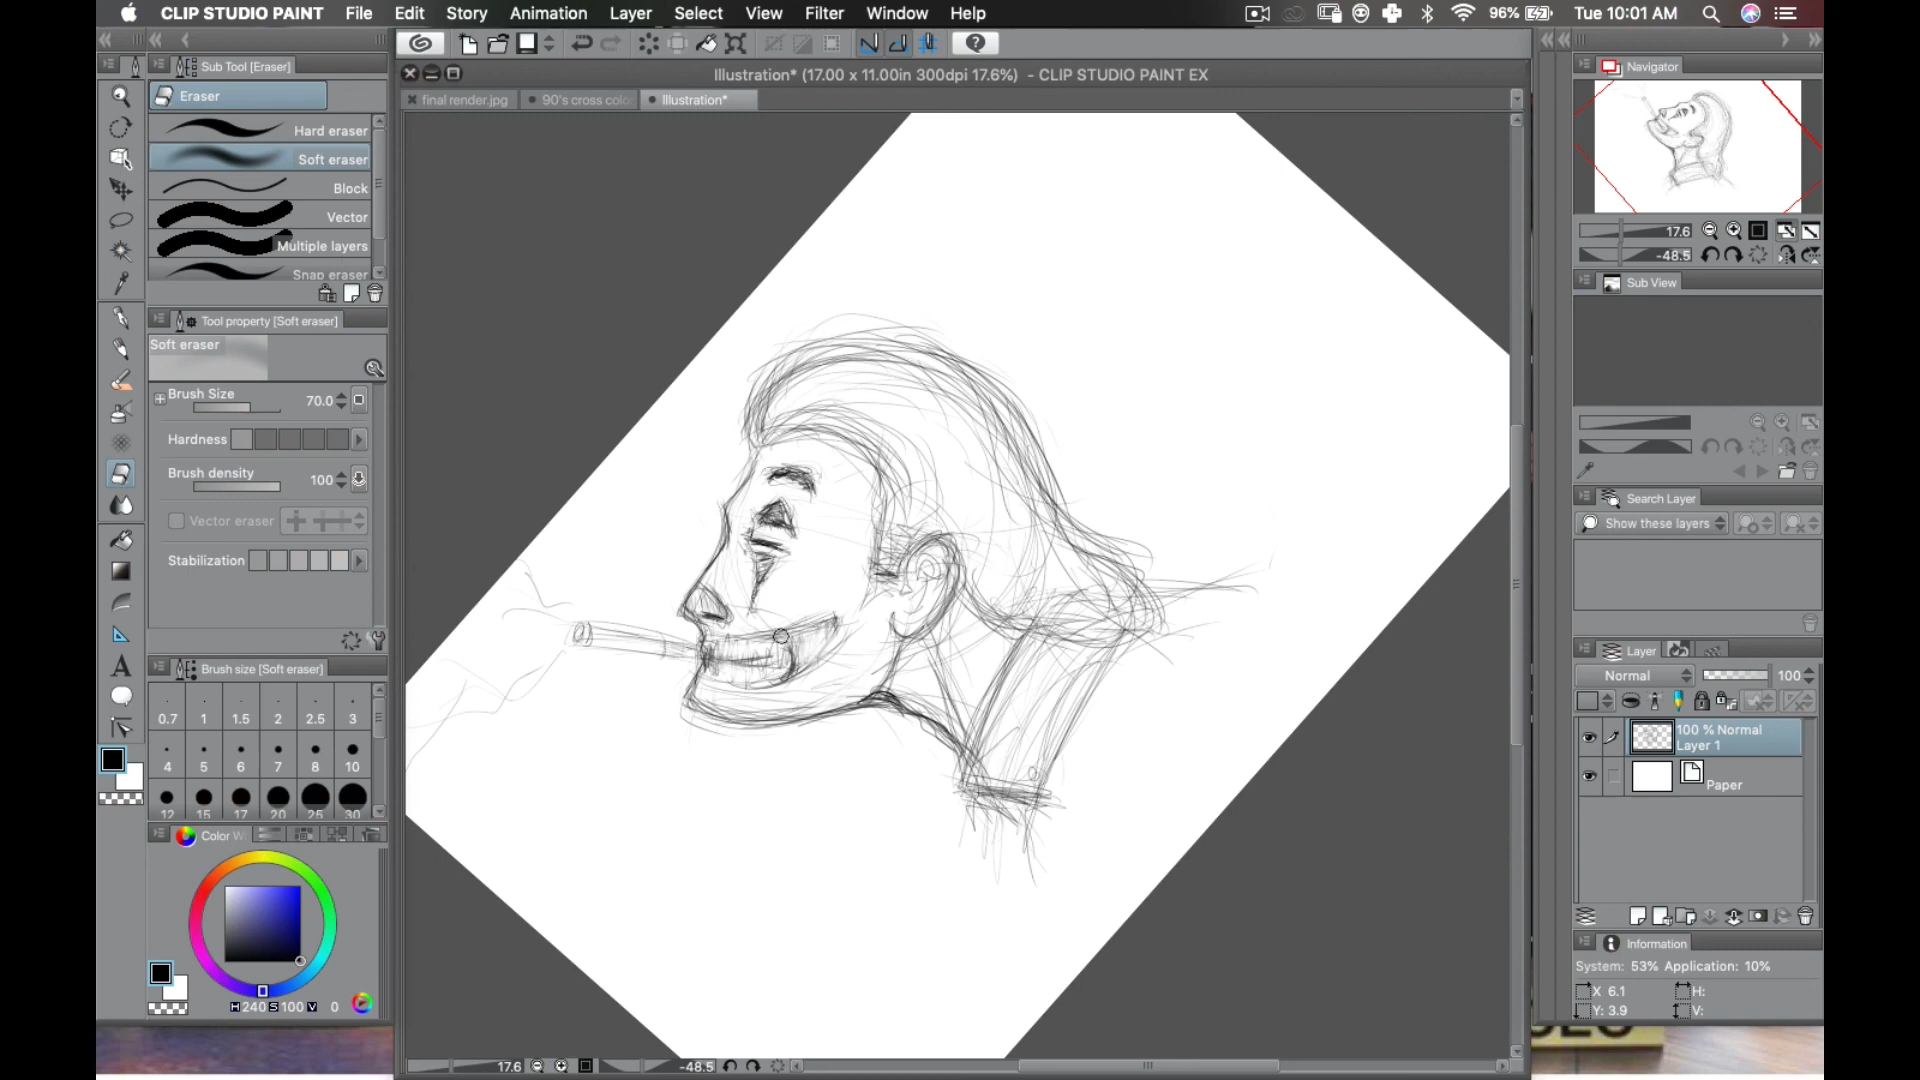 CLIP STUDIO PAINT File Edit Story Animation Layer Select View Filter Window Help 96% Tue 10:01 AM
Sub Tool [Eraser]
Eraser
Hard eraser
Soft eraser
Block
Vector
Multiple layers
Snap eraser
Tool property [Soft eraser]
Soft eraser
Brush Size 70.0
Hardness
Brush density 100
Vector eraser
Stabilization
Brush size [Soft eraser]
0.7 1 1.5 2 2.5 3
4 5 6 7 8 10
12 15 17 20 25 30
Color W
H 240 S 100 V 0
Illustration* (17.00 x 11.00in 300dpi 17.6%) - CLIP STUDIO PAINT EX
final render.jpg 90's cross colo Illustration*
17.6 -48.5
Navigator
17.6
-48.5
Sub View
Search Layer
Show these layers
Layer
Normal 100
100 % Normal
Layer 1
Paper
Information
System: 53% Application: 10%
X 6.1 H:
Y: 3.9 V: